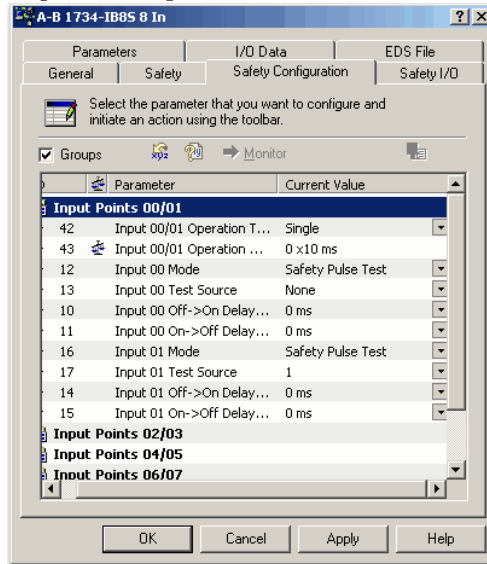 A-B 1734-IB8S 8 In
Parameters I/O Data EDS File
General Safety Safety Configuration Safety I/O
Select the parameter that you want to configure and
initiate an action using the toolbar.
Groups Monitor
Parameter Current Value
Input Points 00/01
42 Input 00/01 Operation T... Single
43 Input 00/01 Operation ... 0 x10 ms
12 Input 00 Mode Safety Pulse Test
13 Input 00 Test Source None
10 Input 00 Off->On Delay... 0 ms
11 Input 00 On->Off Delay... 0 ms
16 Input 01 Mode Safety Pulse Test
17 Input 01 Test Source 1
14 Input 01 Off->On Delay... 0 ms
15 Input 01 On->Off Delay... 0 ms
Input Points 02/03
Input Points 04/05
Input Points 06/07
OK Cancel Apply Help